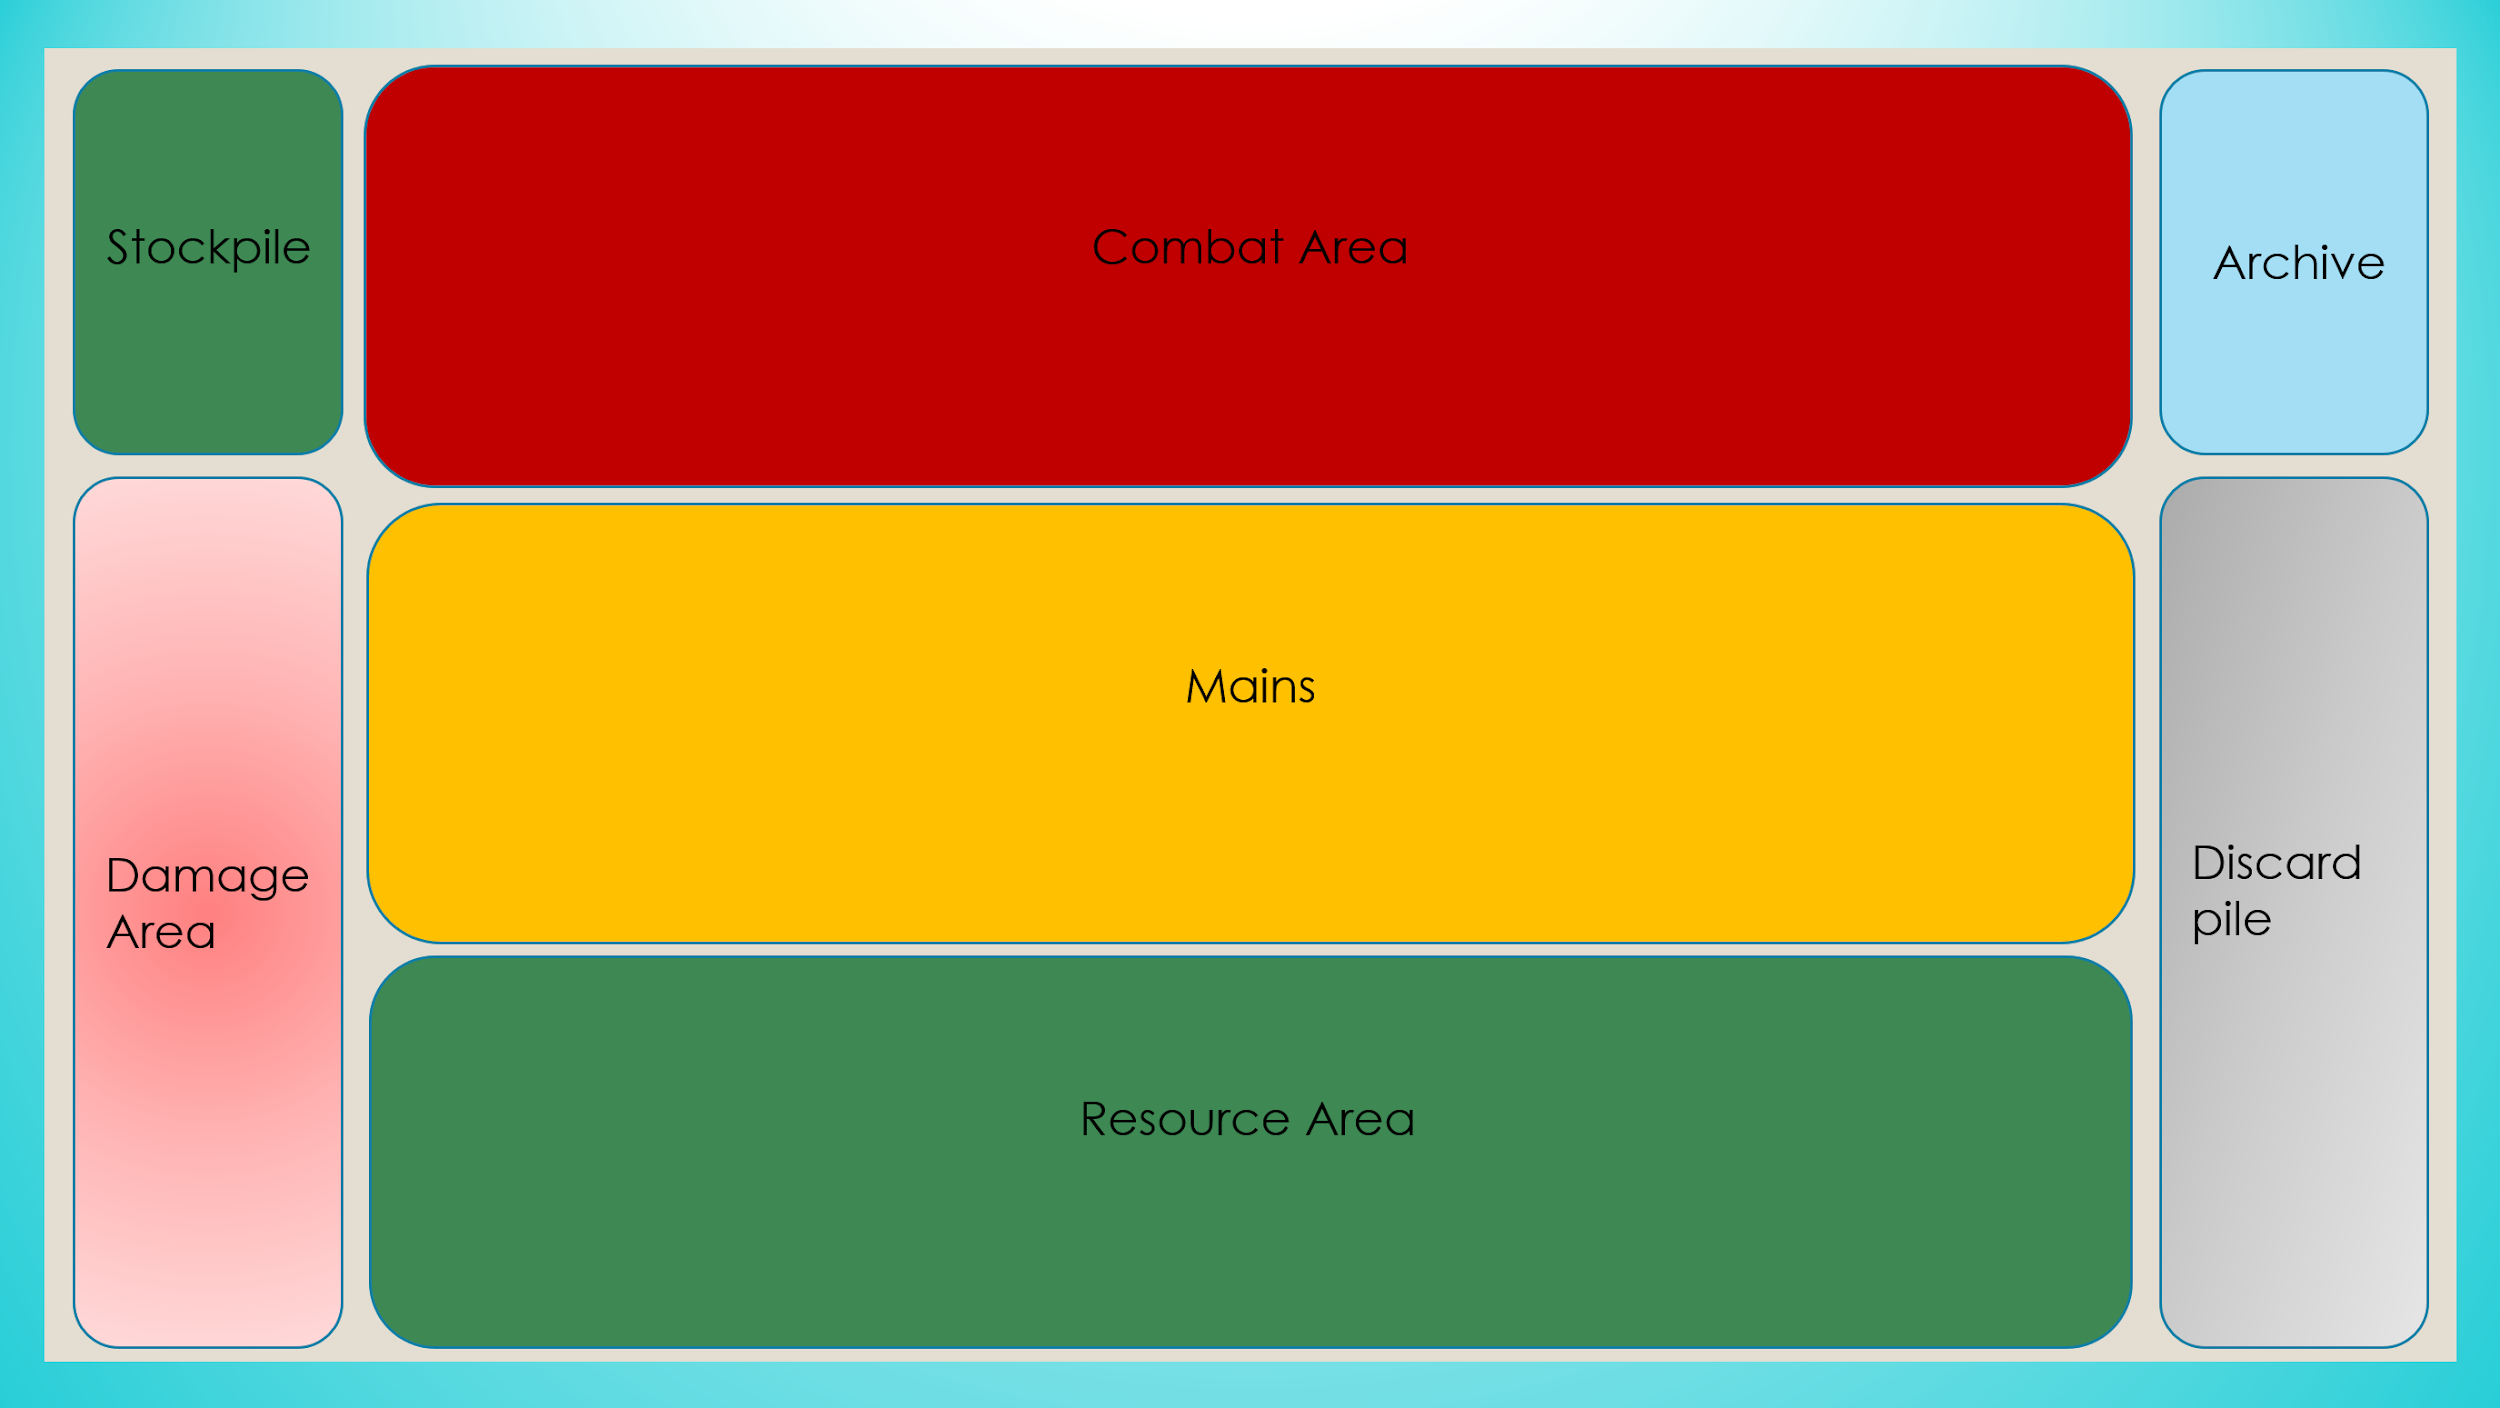 Stockpile
Combat Area
Archive
Mains
Damage
Area
Discard
pile
Resource Area